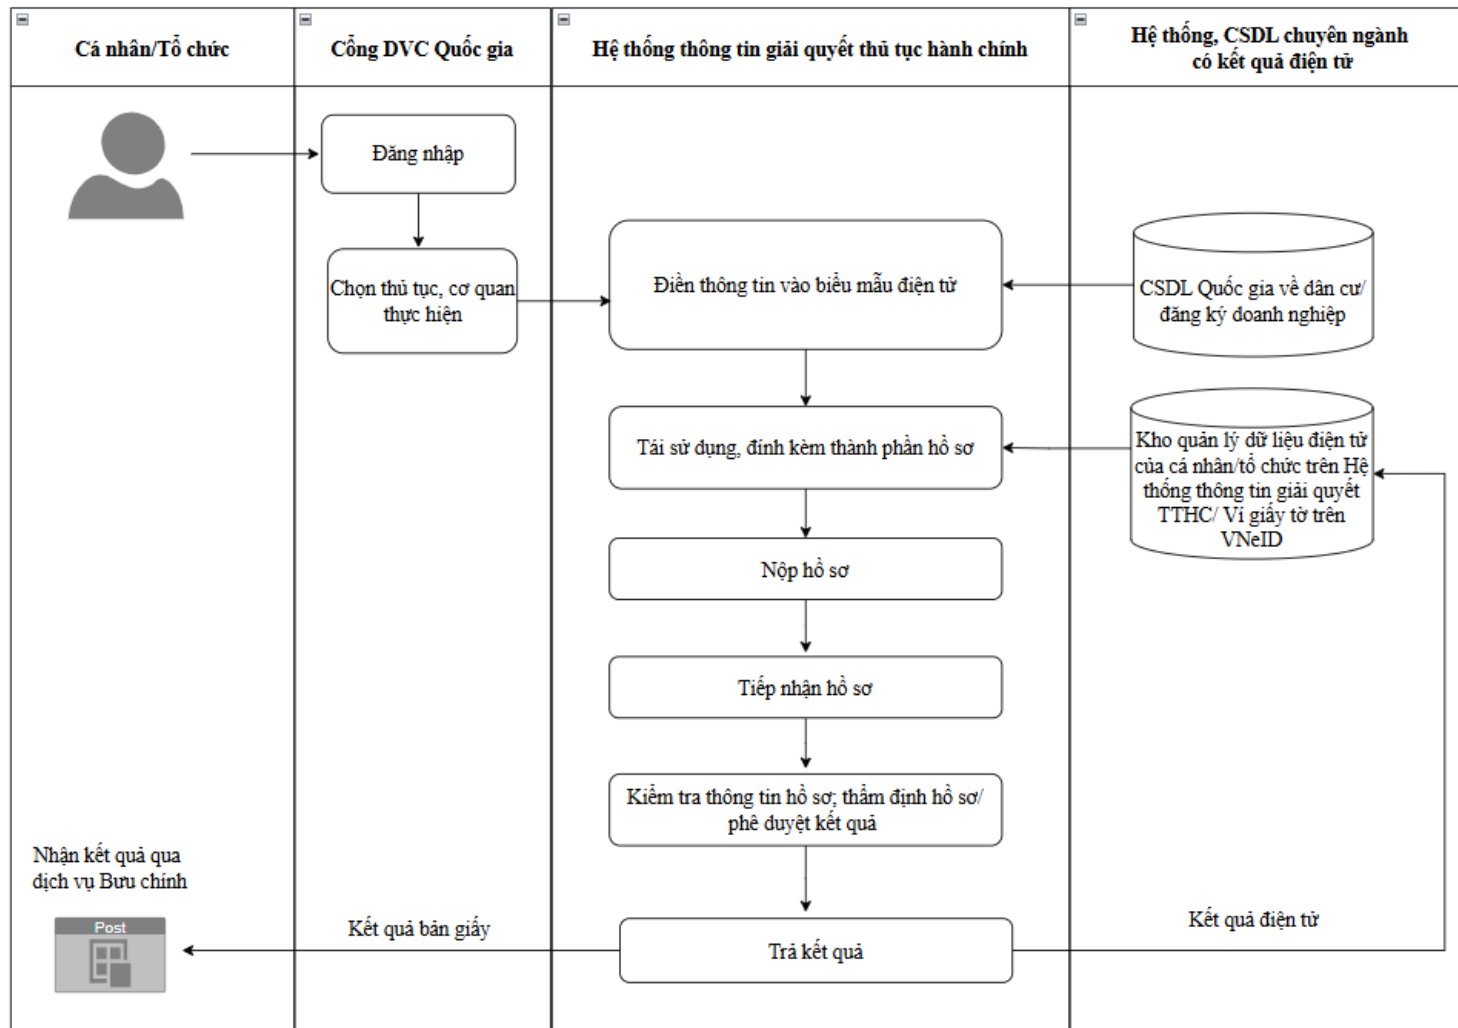 Cá nhân/Tổ chức
Cổng DVC Quốc gia
Hệ thống thông tin giải quyết thủ tục hành chính
Hệ thống, CSDL chuyên ngành
có kết quả điện tử
Đăng nhập
Chọn thủ tục, cơ quan
thực hiện
Điền thông tin vào biểu mẫu điện tử
CSDL Quốc gia về dân cư/
đăng ký doanh nghiệp
Tái sử dụng, đính kèm thành phần hồ sơ
Kho quản lý dữ liệu điện tử
của cá nhân/tổ chức trên Hệ
thống thông tin giải quyết
TTHC/ Ví giấy tờ trên
VNeID
Nộp hồ sơ
Tiếp nhận hồ sơ
Kiểm tra thông tin hồ sơ; thẩm định hồ sơ/
phê duyệt kết quả
Nhận kết quả qua
dịch vụ Bưu chính
Post
Kết quả bản giấy
Trả kết quả
Kết quả điện tử